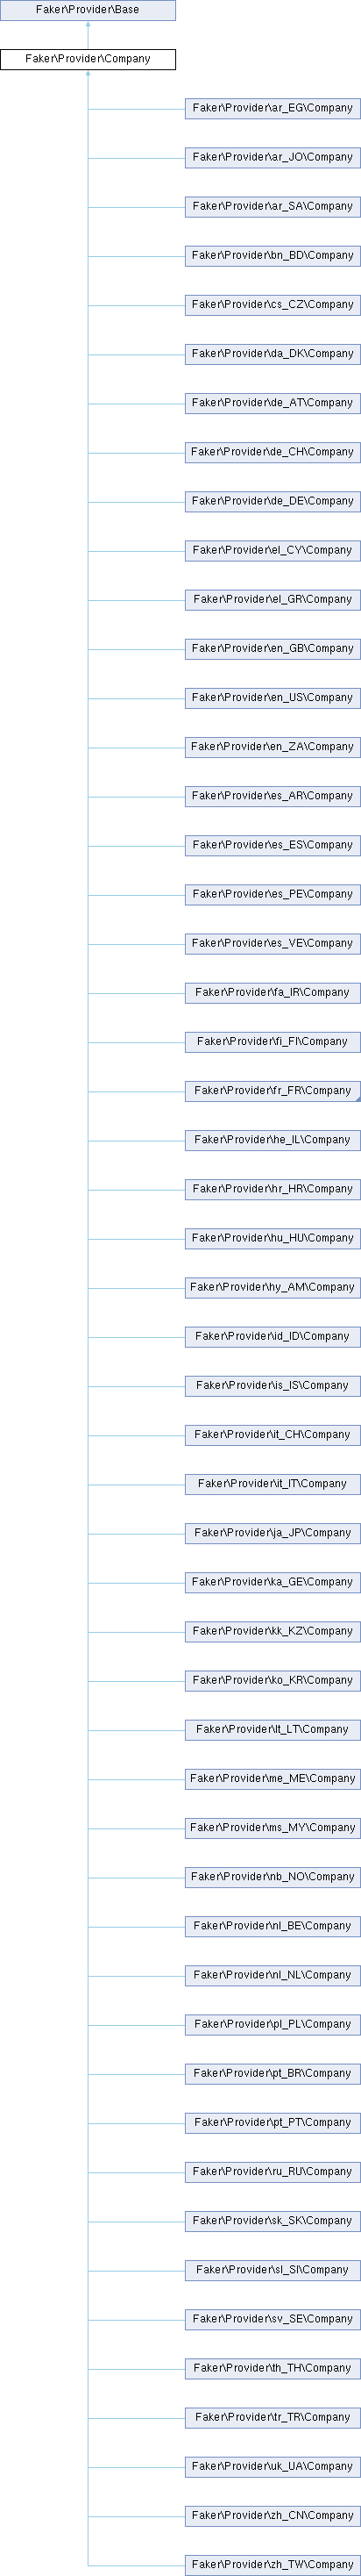 Faker\Provider\Base
Faker\Provider\Company
Faker\Provider\ar_EG\Company
Faker\Provider\ar_JO\Company
Faker\Provider\ar_SA\Company
Faker\Provider\bn_BD\Company
Faker\Provider\cs_CZ\Company
Faker\Provider\da_DK\Company
Faker\Provider\de_AT\Company
Faker\Provider\de_CH\Company
Faker\Provider\de_DE\Company
Faker\Provider\el_CY\Company
Faker\Provider\el_GR\Company
Faker\Provider\en_GB\Company
Faker\Provider\en_US\Company
Faker\Provider\en_ZA\Company
Faker\Provider\es_AR\Company
Faker\Provider\es_ES\Company
Faker\Provider\es_PE\Company
Faker\Provider\es_VE\Company
Faker\Provider\fa_IR\Company
Faker\Provider\fi_FI\Company
Faker\Provider\fr_FR\Company
Faker\Provider\he_IL\Company
Faker\Provider\hr_HR\Company
Faker\Provider\hu_HU\Company
Faker\Provider\hy_AM\Company
Faker\Provider\id_ID\Company
Faker\Provider\is_IS\Company
Faker\Provider\it_CH\Company
Faker\Provider\it_IT\Company
Faker\Provider\ja_JP\Company
Faker\Provider\ka_GE\Company
Faker\Provider\kk_KZ\Company
Faker\Provider\ko_KR\Company
Faker\Provider\lt_LT\Company
Faker\Provider\me_ME\Company
Faker\Provider\ms_MY\Company
Faker\Provider\nb_NO\Company
Faker\Provider\nl_BE\Company
Faker\Provider\nl_NL\Company
Faker\Provider\pl_PL\Company
Faker\Provider\pt_BR\Company
Faker\Provider\pt_PT\Company
Faker\Provider\ru_RU\Company
Faker\Provider\sk_SK\Company
Faker\Provider\sl_SI\Company
Faker\Provider\sv_SE\Company
Faker\Provider\th_TH\Company
Faker\Provider\tr_TR\Company
Faker\Provider\uk_UA\Company
Faker\Provider\zh_CN\Company
Faker\Provider\zh_TW\Company